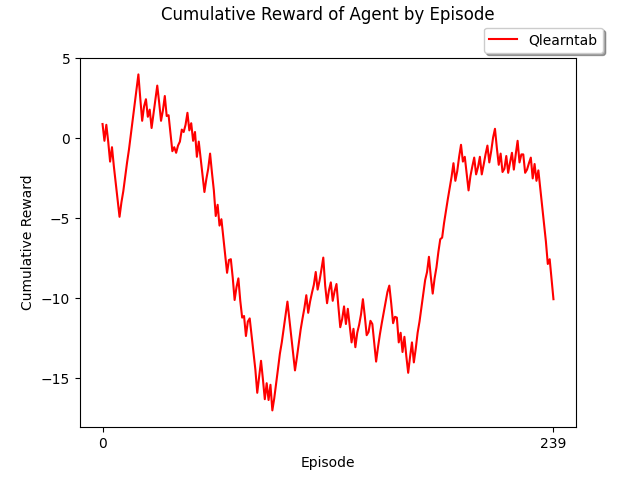 Cumulative Reward of Agent by Episode
Qlearntab
5
0
−5
−10
−15
Cumulative Reward
0
239
Episode